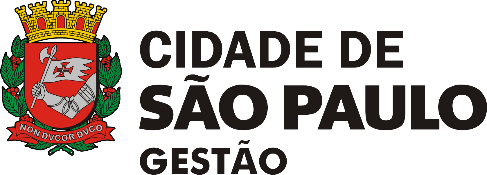 CIDADE DE
SÃO PAULO
GESTÃO
NON DVCOR DVCO